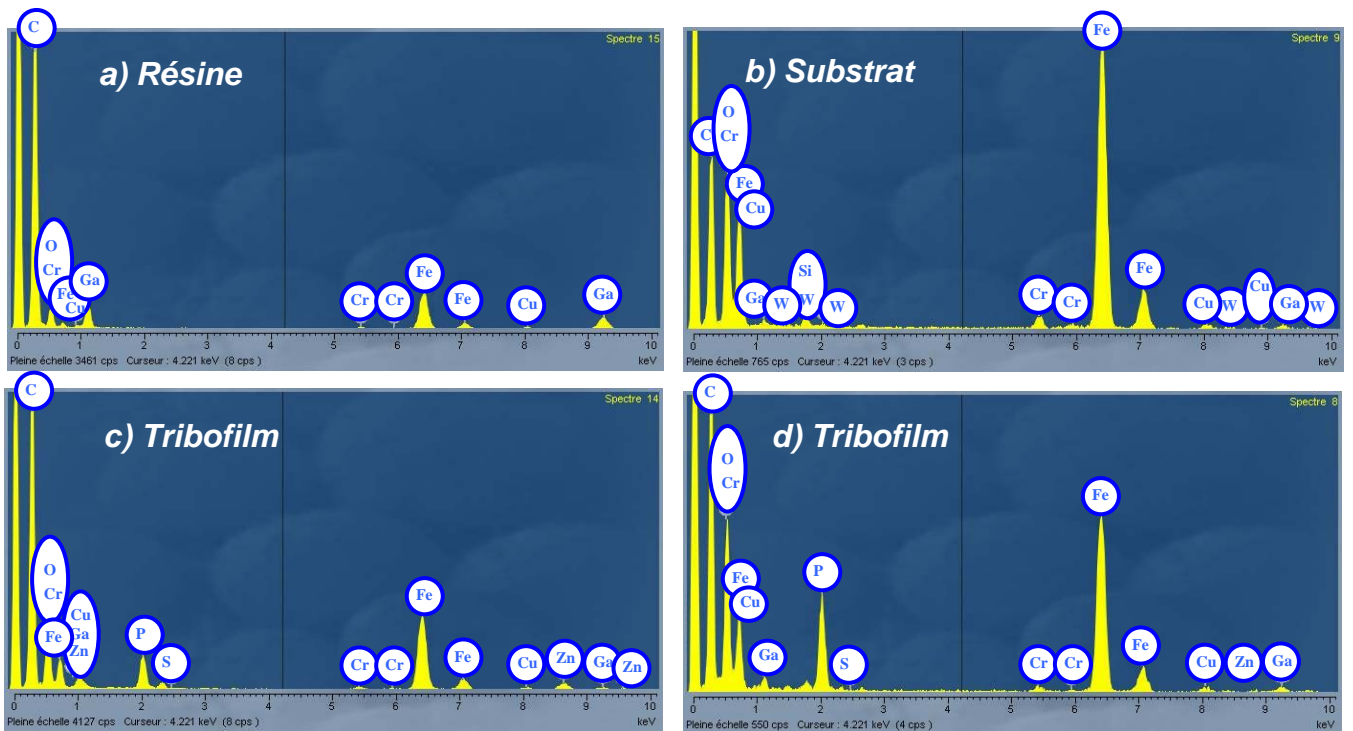 a) Résine
Spectre 15
C
O
Cr
Fe
Cu
Ga
Cr
Cr
Fe
Fe
Cu
Ga
0 1 2 3 4 5 6 7 8 9 10
Pleine échelle 3461 cps Curseur : 4.221 keV (8 cps )
keV
b) Substrat
Spectre 9
C
O
Cr
Fe
Cu
Ga
W
Si
W
W
Cr
Cr
Fe
Fe
Cu
W
Cu
Ga
W
0 1 2 3 4 5 6 7 8 9 10
Pleine échelle 765 cps Curseur : 4.221 keV (3 cps )
keV
c) Tribofilm
Spectre 14
C
O
Cr
Fe
Cu
Ga
Zn
P
S
Cr
Cr
Fe
Fe
Cu
Zn
Ga
Zn
0 1 2 3 4 5 6 7 8 9 10
Pleine échelle 4127 cps Curseur : 4.221 keV (8 cps )
keV
d) Tribofilm
Spectre 8
C
O
Cr
Fe
Cu
Ga
P
S
Cr
Cr
Fe
Fe
Cu
Zn
Ga
0 1 2 3 4 5 6 7 8 9 10
Pleine échelle 550 cps Curseur : 4.221 keV (4 cps )
keV